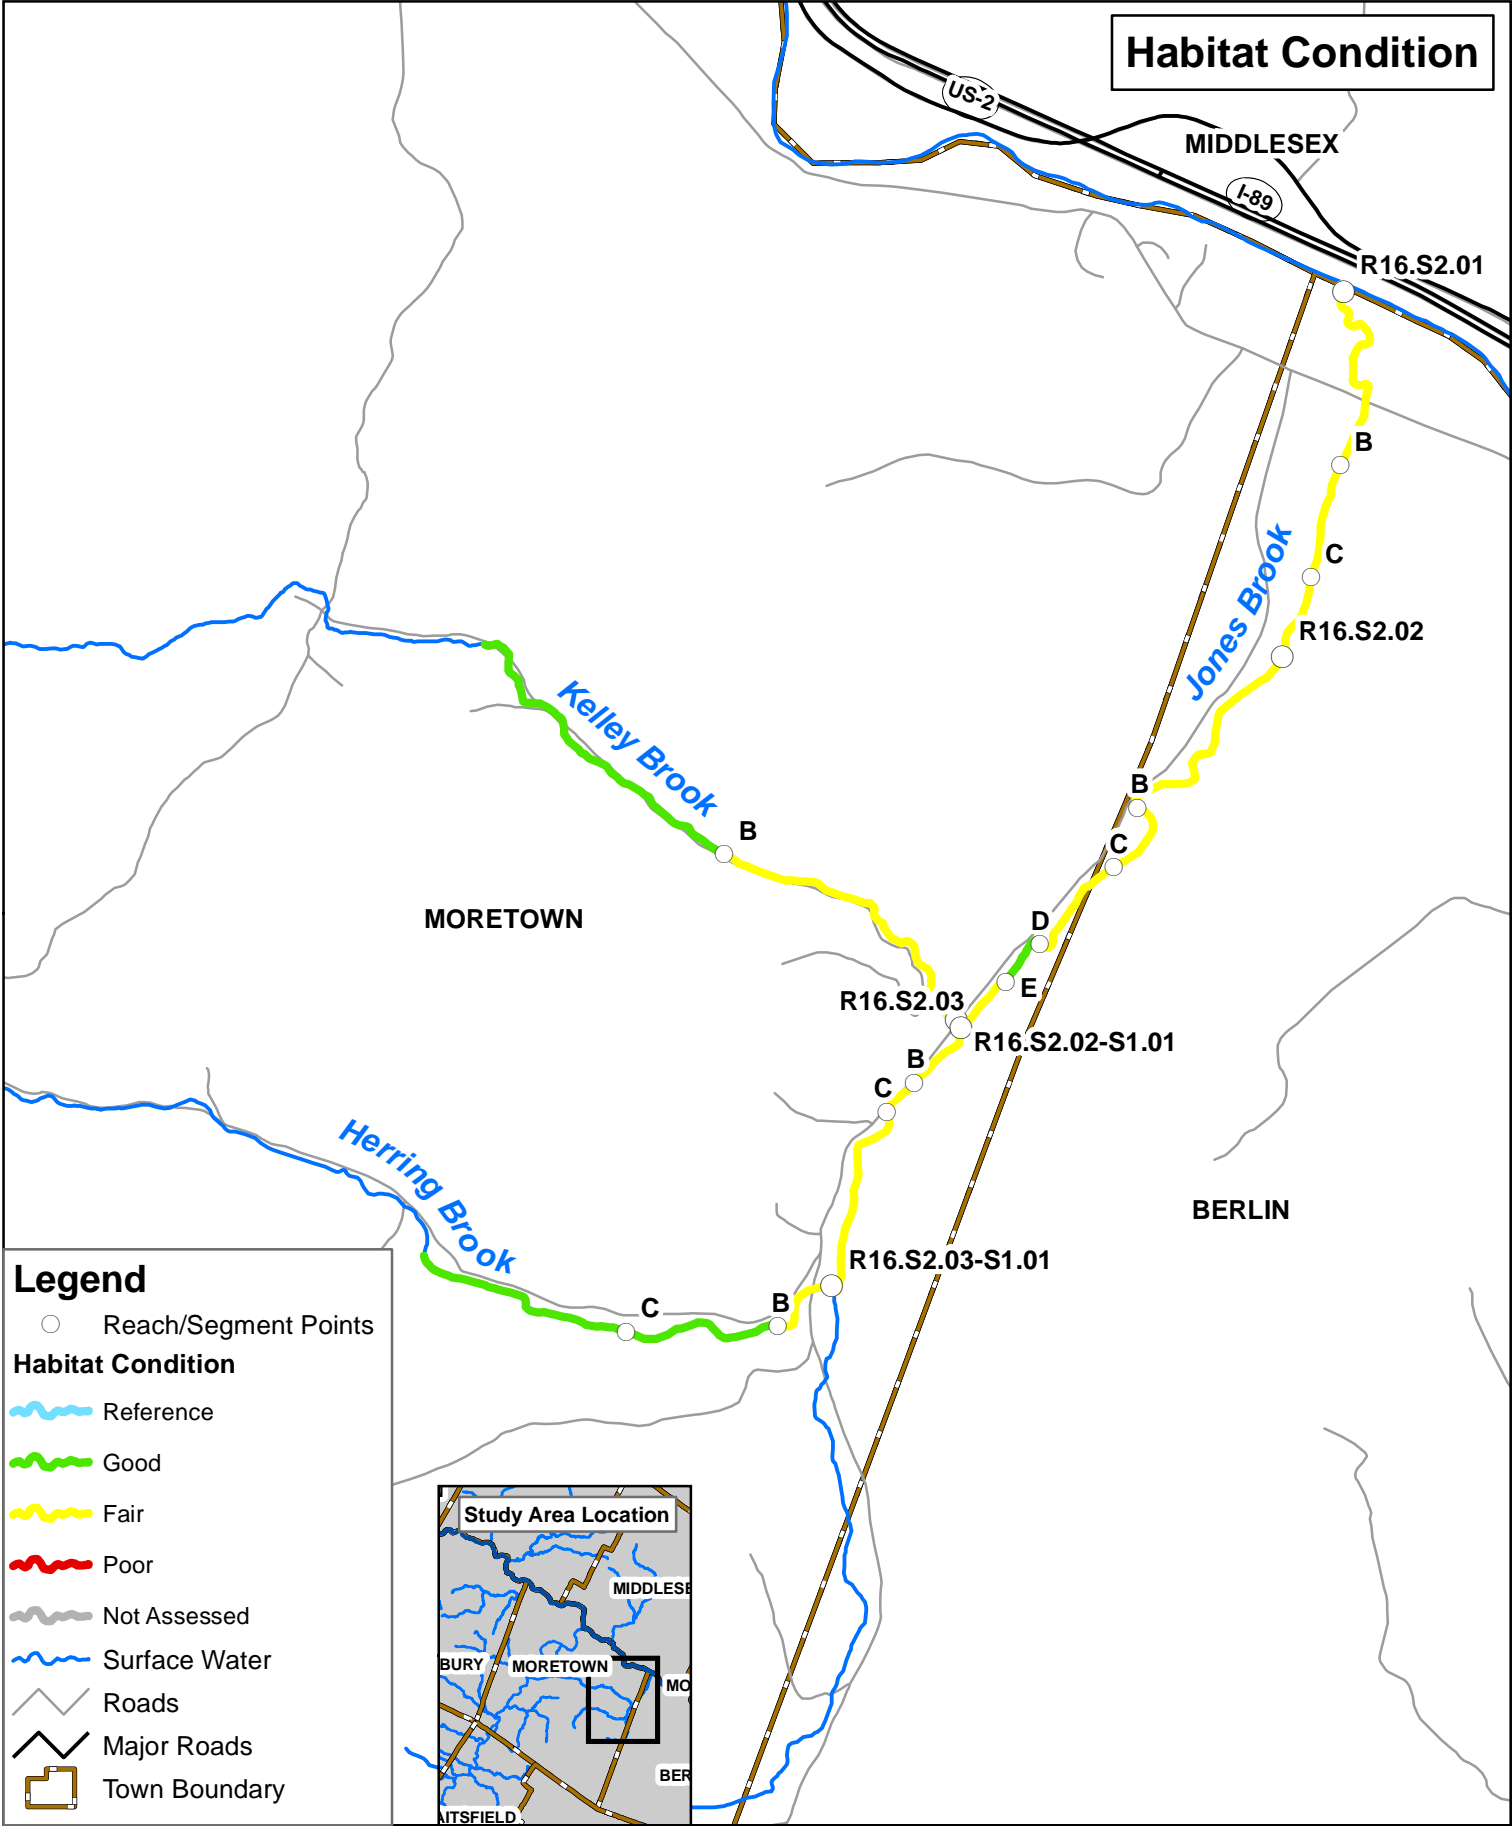 Habitat Condition
US-2
MIDDLESEX
I-89
R16.S2.01
B
C
Jones Brook
R16.S2.02
Kelley Brook
B
B
C
MORETOWN
D
E
R16.S2.03
R16.S2.02-S1.01
B
C
Herring Brook
BERLIN
R16.S2.03-S1.01
C
B
Legend
Reach/Segment Points
Habitat Condition
Reference
Good
Fair
Poor
Not Assessed
Surface Water
Roads
Major Roads
Town Boundary
Study Area Location
MIDDLESE
BURY
MORETOWN
MO
BER
AITSFIELD